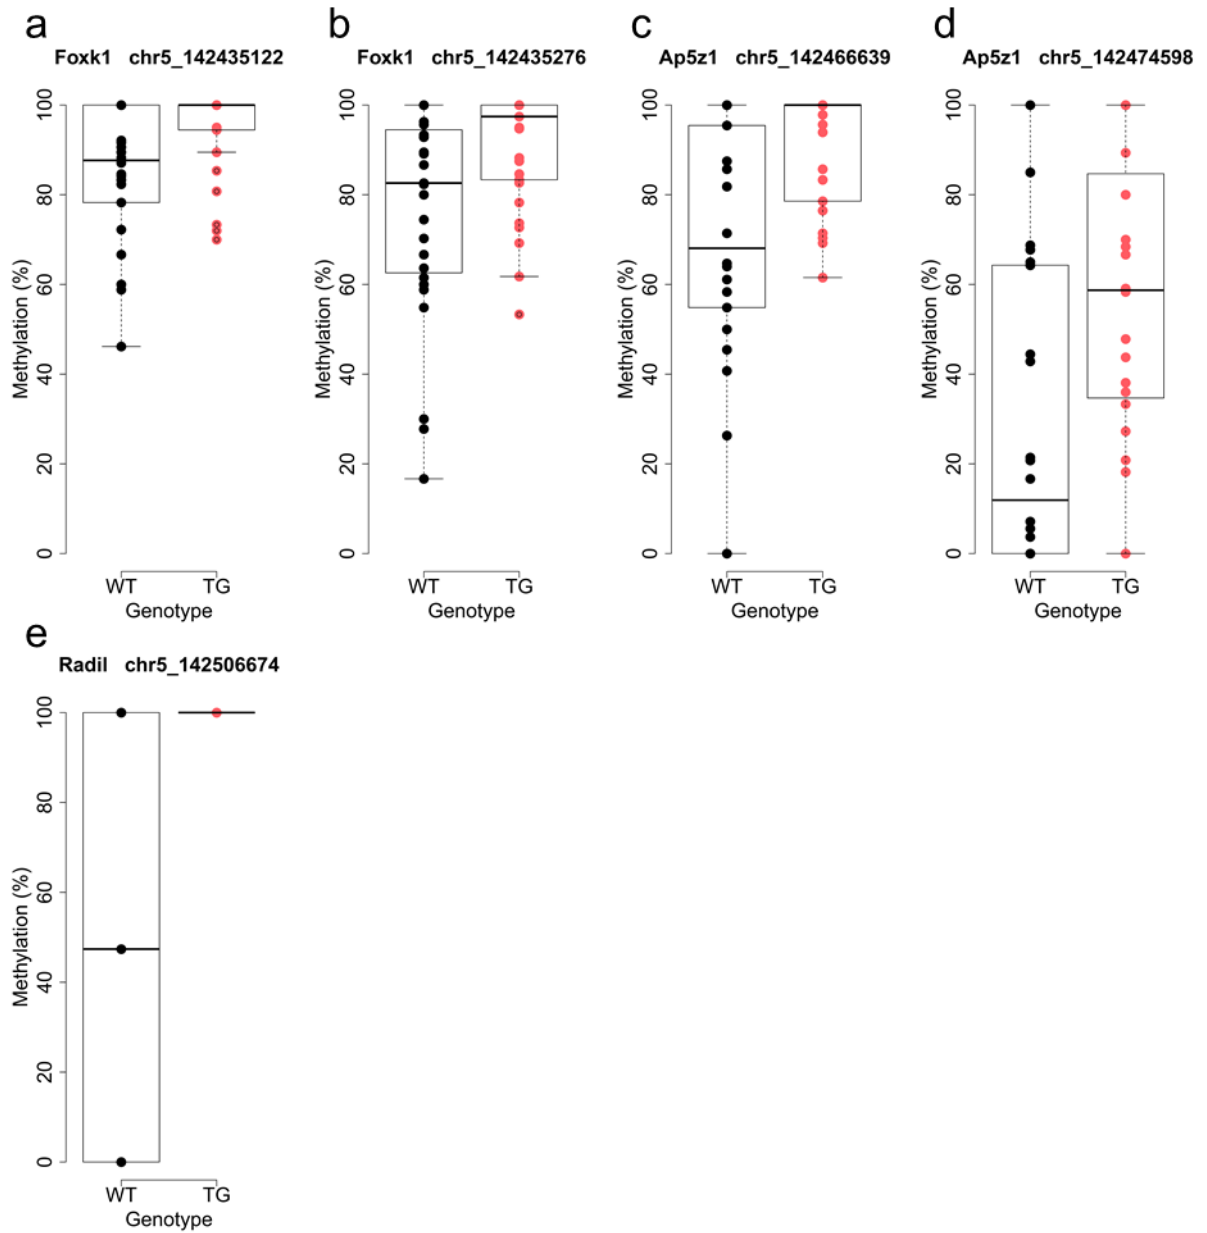 a
Foxk1 chr5_142435122
100
80
60
40
20
0
Methylation (%)
WT TG
Genotype
b
Foxk1 chr5_142435276
100
80
60
40
20
0
Methylation (%)
WT TG
Genotype
c
Ap5z1 chr5_142466639
100
80
60
40
20
0
Methylation (%)
WT TG
Genotype
d
Ap5z1 chr5_142474598
100
80
60
40
20
0
Methylation (%)
WT TG
Genotype
e
Radil chr5_142506674
100
80
60
40
20
0
Methylation (%)
WT TG
Genotype